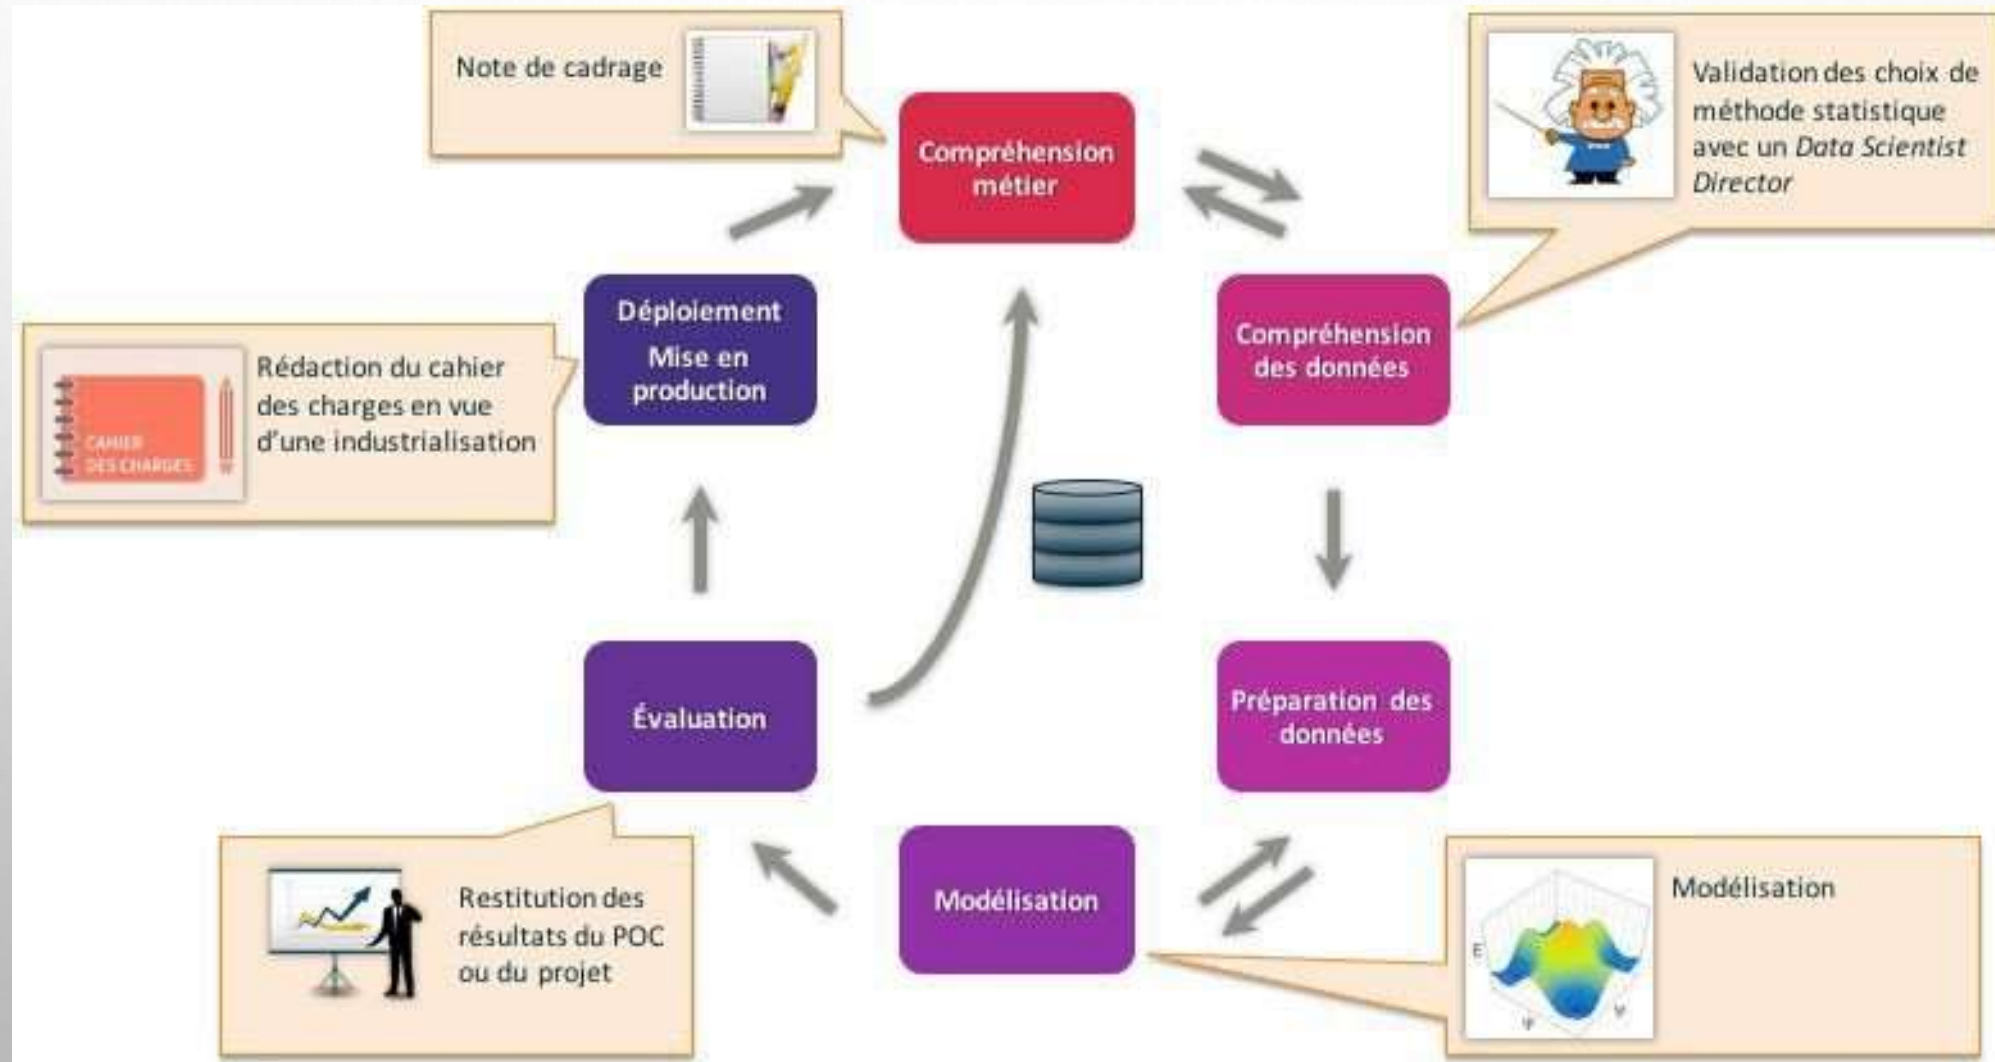 Note de cadrage
Compréhension
métier
Validation des choix de
méthode statistique
avec un Data Scientist
Director
Déploiement
Mise en
production
Compréhension
des données
Rédaction du cahier
des charges en vue
d'une industrialisation
CAHIER
DES CHARGES
Évaluation
Préparation des
données
Restitution des
résultats du POC
ou du projet
Modélisation
Modélisation
E
Ψ